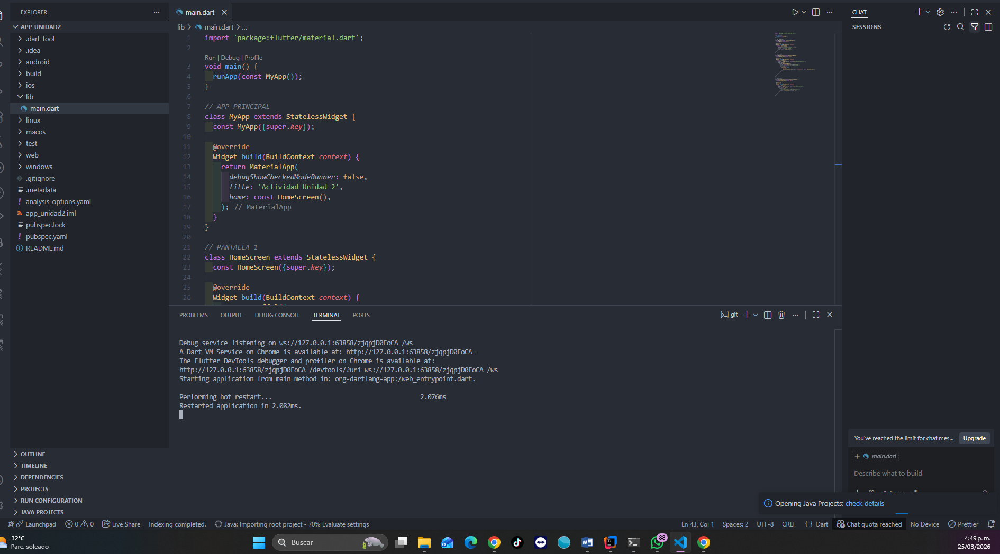 EXPLORER
APP_UNIDAD2
.dart_tool
.idea
android
build
ios
lib
main.dart
linux
macos
test
web
windows
.gitignore
.metadata
analysis_options.yaml
app_unidad2.iml
pubspec.lock
pubspec.yaml
README.md
OUTLINE
TIMELINE
DEPENDENCIES
PROJECTS
RUN CONFIGURATION
JAVA PROJECTS
main.dart
lib > main.dart > ...
1 import 'package:flutter/material.dart';
2
Run | Debug | Profile
3 void main() {
4 runApp(const MyApp());
5 }
6
7 // APP PRINCIPAL
8 class MyApp extends StatelessWidget {
9 const MyApp({super.key});
10
11 @override
12 Widget build(BuildContext context) {
13 return MaterialApp(
14 debugShowCheckedModeBanner: false,
15 title: 'Actividad Unidad 2',
16 home: const HomeScreen(),
17 ); // MaterialApp
18 }
19 }
20
21 // PANTALLA 1
22 class HomeScreen extends StatelessWidget {
23 const HomeScreen({super.key});
24
25 @override
26 Widget build(BuildContext context) {
PROBLEMS OUTPUT DEBUG CONSOLE TERMINAL PORTS
git
Debug service listening on ws://127.0.0.1:63858/zjqpjD0FoCA=/ws
A Dart VM Service on Chrome is available at: http://127.0.0.1:63858/zjqpjD0FoCA=
The Flutter DevTools debugger and profiler on Chrome is available at:
http://127.0.0.1:63858/zjqpjD0FoCA=/devtools/?uri=ws://127.0.0.1:63858/zjqpjD0FoCA=/ws
Starting application from main method in: org-dartlang-app:/web_entrypoint.dart.
Performing hot restart... 2.076ms
Restarted application in 2.082ms.
CHAT
SESSIONS
You've reached the limit for chat mes... Upgrade
main.dart
Describe what to build
Opening Java Projects: check details
Launchpad 0 0 Live Share Indexing completed. Java: Importing root project - 70% Evaluate settings
Ln 43, Col 1 Spaces: 2 UTF-8 CRLF { } Dart Chat quota reached No Device Prettier
32°C
Parc. soleado
Buscar
88
4:49 p. m.
25/03/2026